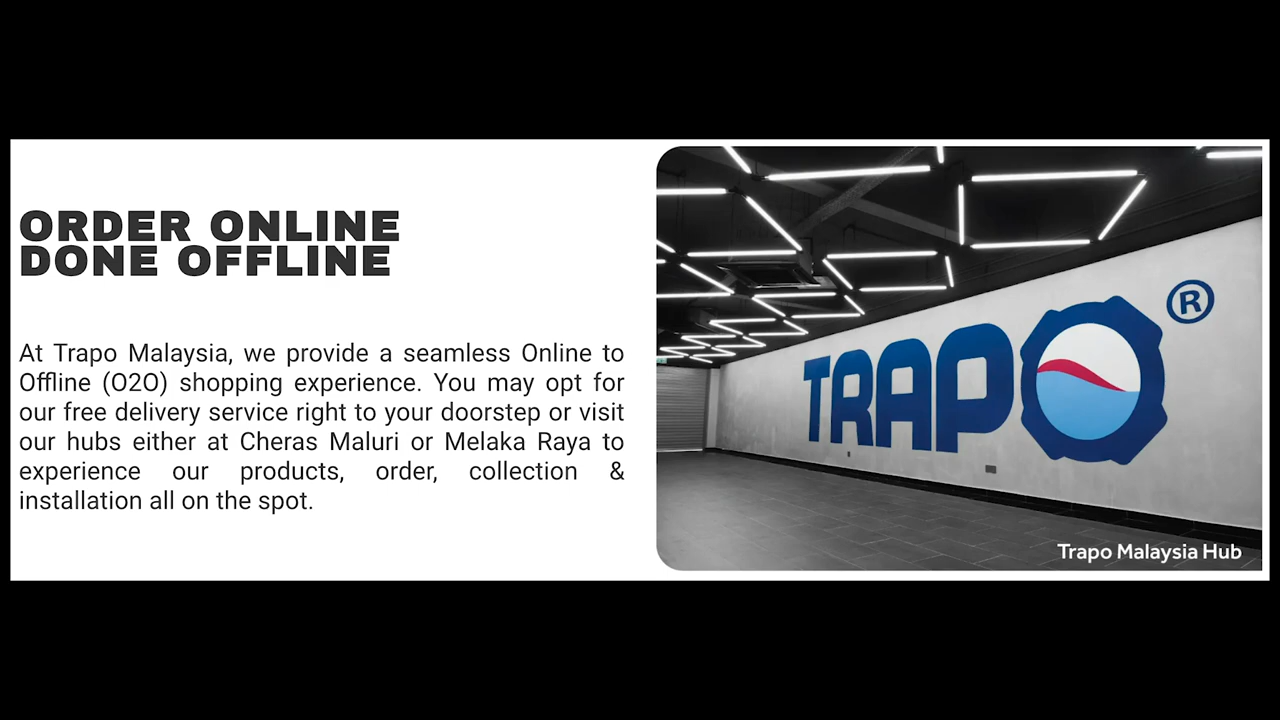 ORDER ONLINE
DONE OFFLINE
At Trapo Malaysia, we provide a seamless Online to
Offline (O2O) shopping experience. You may opt for
our free delivery service right to your doorstep or visit
our hubs either at Cheras Maluri or Melaka Raya to
experience our products, order, collection &
installation all on the spot.
TRAPO®
Trapo Malaysia Hub